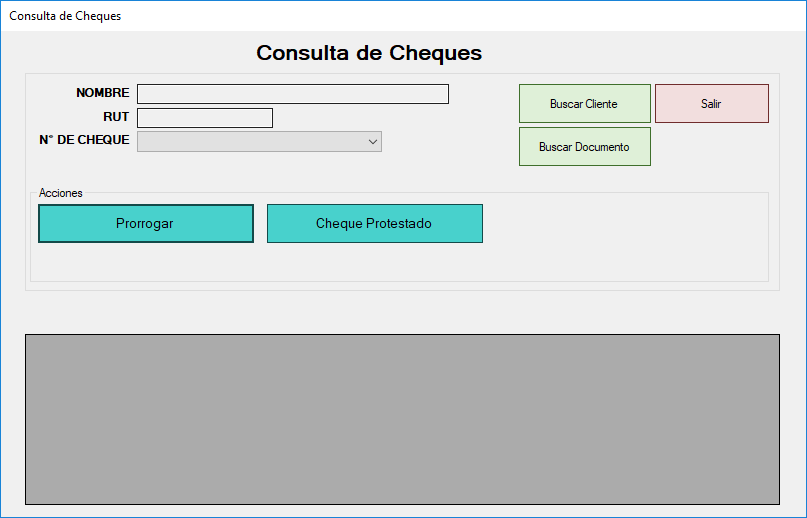 Consulta de Cheques
Consulta de Cheques
NOMBRE
Buscar Cliente
Salir
RUT
N° DE CHEQUE
Buscar Documento
Acciones
Prorrogar
Cheque Protestado